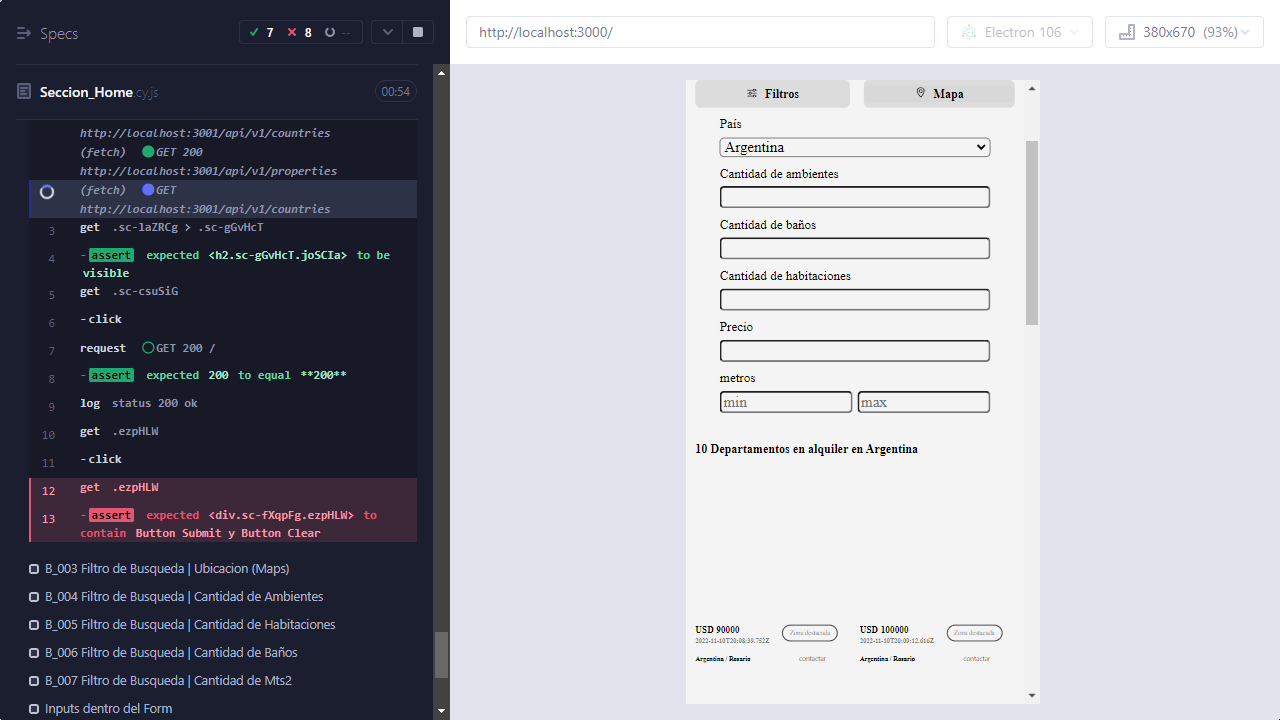 Specs
7 8 --
Seccion_Home.cy.js
00:54
http://localhost:3001/api/v1/countries
(fetch) GET 200
http://localhost:3001/api/v1/properties
(fetch) GET
http://localhost:3001/api/v1/countries
3 get .sc-laZRCg > .sc-gGvHcT
4 -assert expected <h2.sc-gGvHcT.joSCIa> to be
visible
5 get .sc-csuSiG
6 -click
7 request GET 200 /
8 -assert expected 200 to equal **200**
9 log status 200 ok
10 get .ezpHLW
11 -click
12 get .ezpHLW
13 -assert expected <div.sc-fXqpFg.ezpHLW> to
contain Button Submit y Button Clear
B_003 Filtro de Busqueda | Ubicacion (Maps)
B_004 Filtro de Busqueda | Cantidad de Ambientes
B_005 Filtro de Busqueda | Cantidad de Habitaciones
B_006 Filtro de Busqueda | Cantidad de Baños
B_007 Filtro de Busqueda | Cantidad de Mts2
Inputs dentro del Form
http://localhost:3000/
Electron 106
380x670 (93%)
Filtros
Mapa
País
Argentina
Cantidad de ambientes
Cantidad de baños
Cantidad de habitaciones
Precio
metros
min
max
10 Departamentos en alquiler en Argentina
USD 90000
2022-11-10T20:08:39.752Z
Zona destacada
Argentina / Rosario
contactar
USD 100000
2022-11-10T20:09:12.616Z
Zona destacada
Argentina / Rosario
contactar